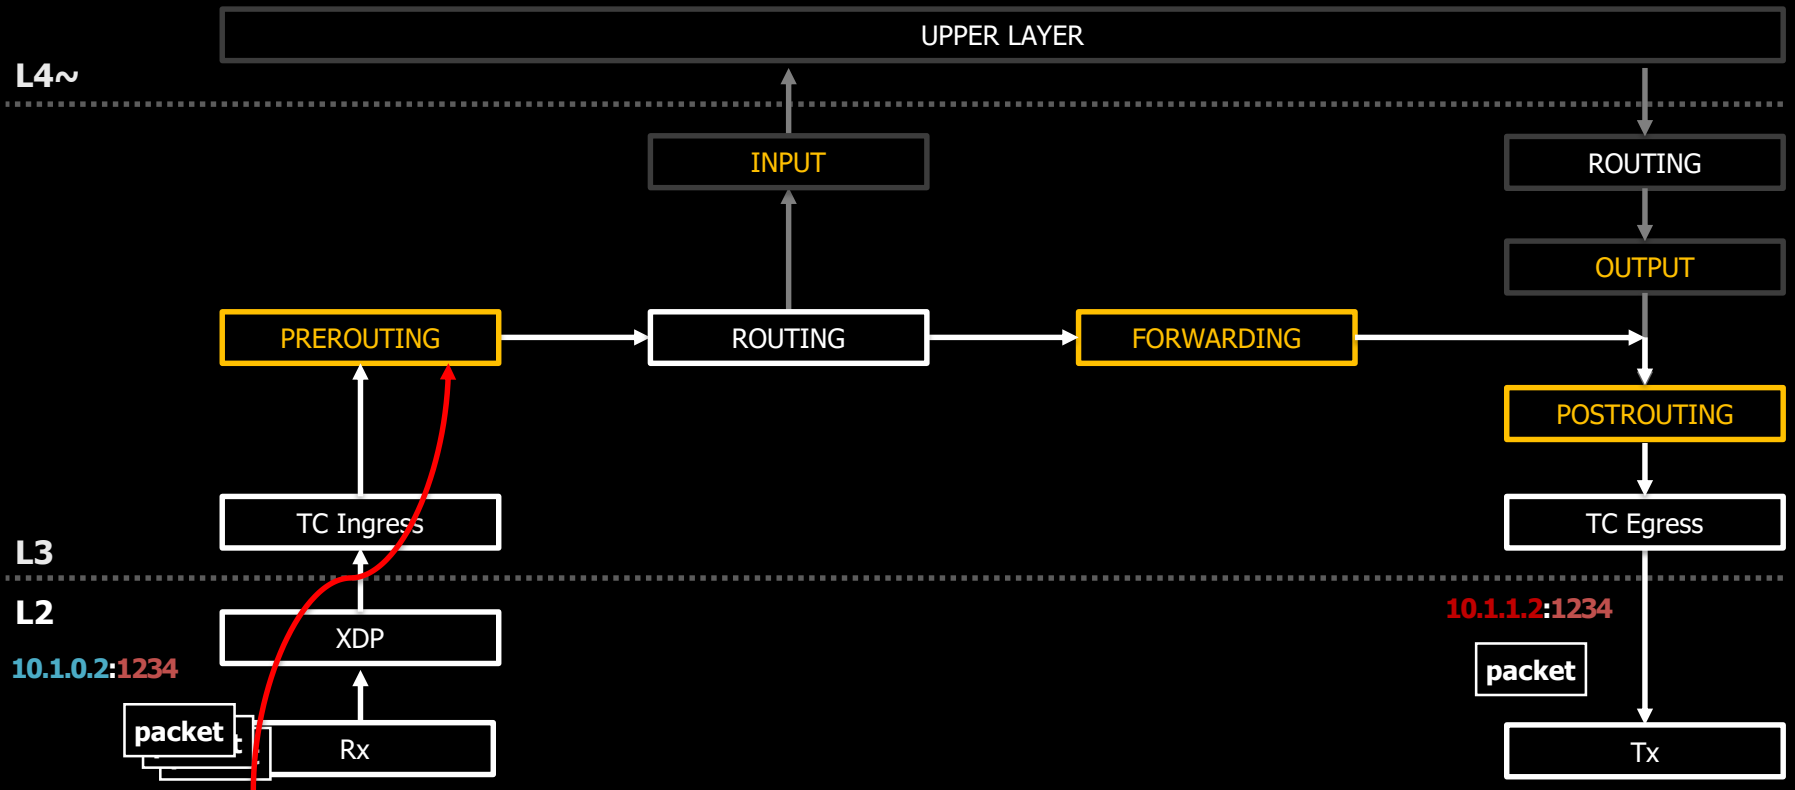 UPPER LAYER
L4~
INPUT
ROUTING
OUTPUT
PREROUTING
ROUTING
FORWARDING
POSTROUTING
TC Ingress
TC Egress
L3
L2
10.1.1.2:1234
XDP
10.1.0.2:1234
packet
packet
t
Rx
Tx